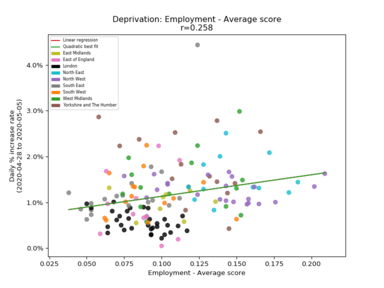 Deprivation: Employment - Average score
r=0.258
Daily % increase rate
(2020-04-28 to 2020-05-05)
4.0%
3.0%
2.0%
1.0%
0.0%
Linear regression
Quadratic best fit
East Midlands
East of England
London
North East
North West
South East
South West
West Midlands
Yorkshire and The Humber
0.025 0.050 0.075 0.100 0.125 0.150 0.175 0.200
Employment - Average score